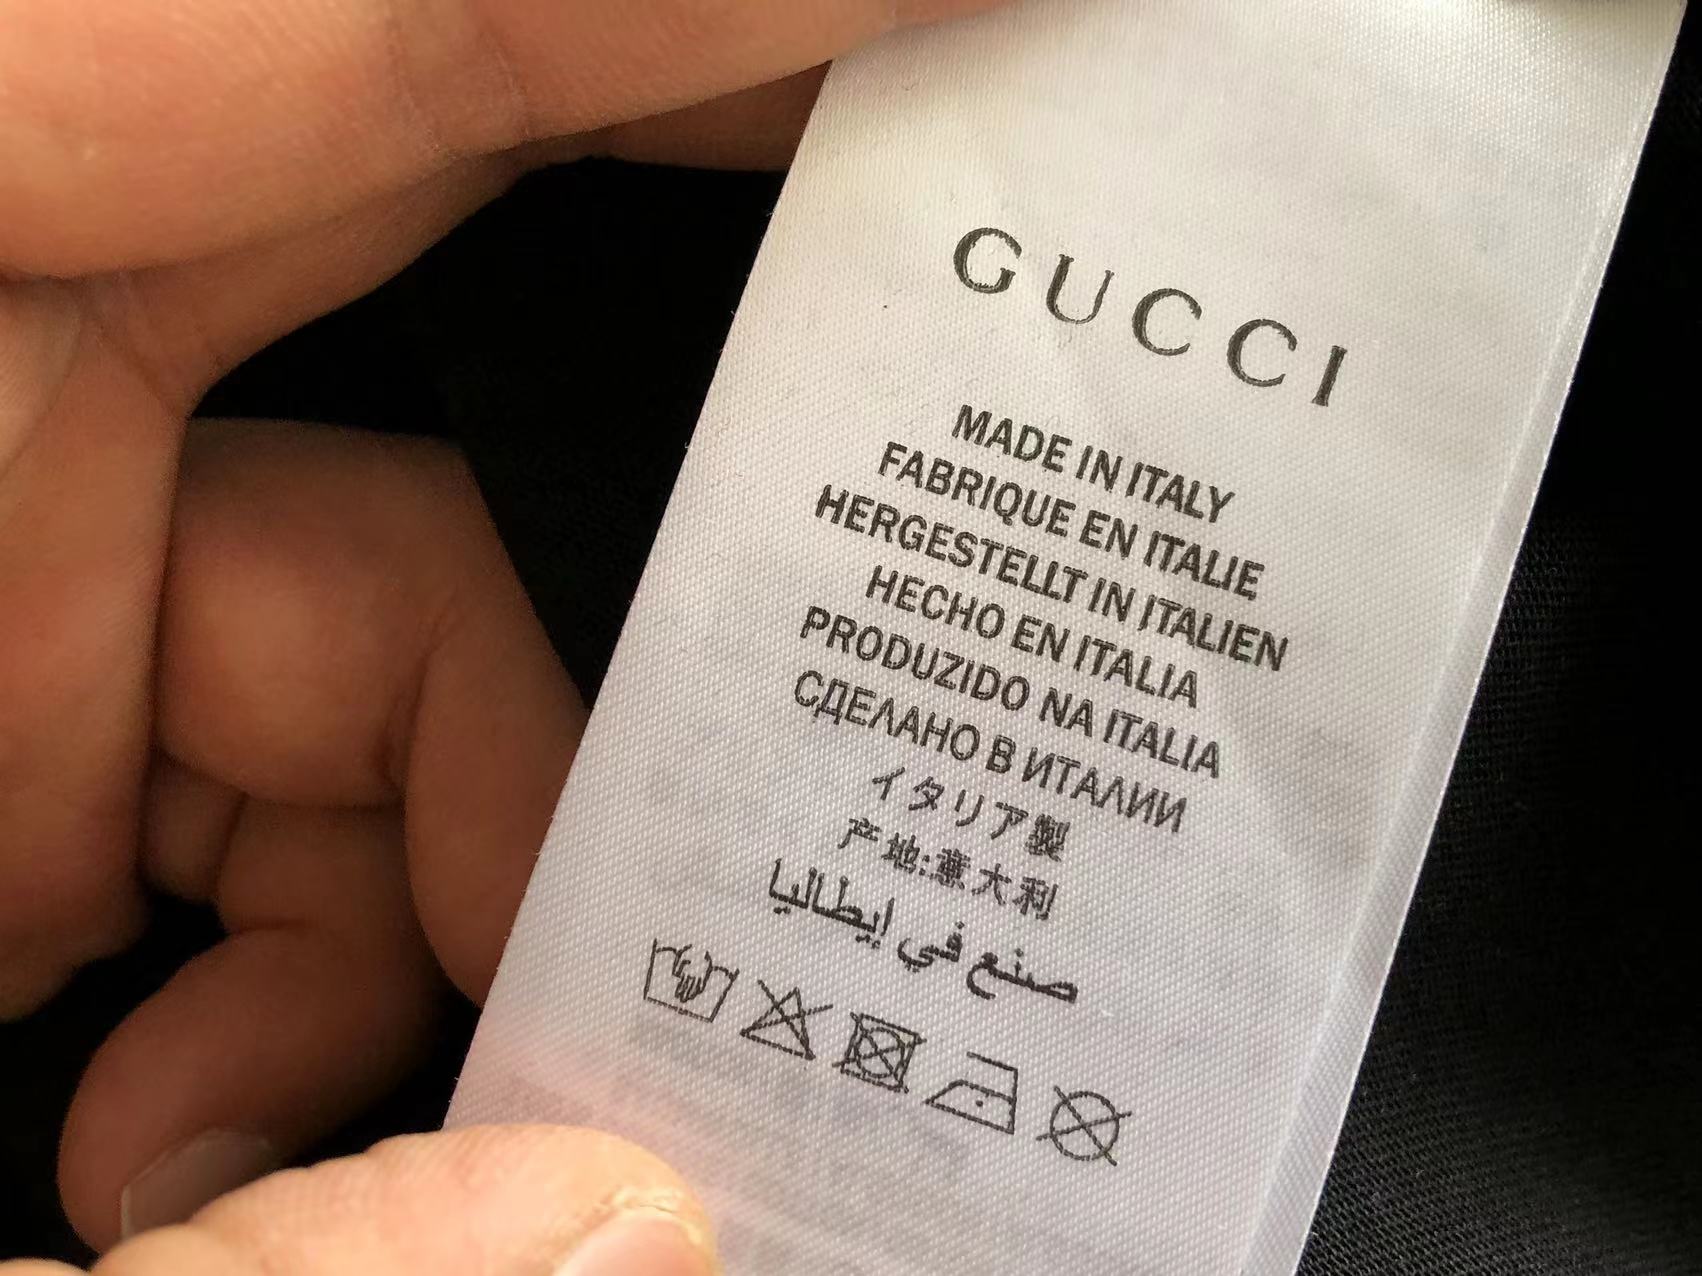 GUCCI
MADE IN ITALY
FABRIQUE EN ITALIE
HERGESTELLT IN ITALIEN
HECHO EN ITALIA
PRODUZIDO NA ITALIA
СДЕЛАНО В ИТАЛИИ
イタリア製
产地:意大利
صنع في إيطاليا